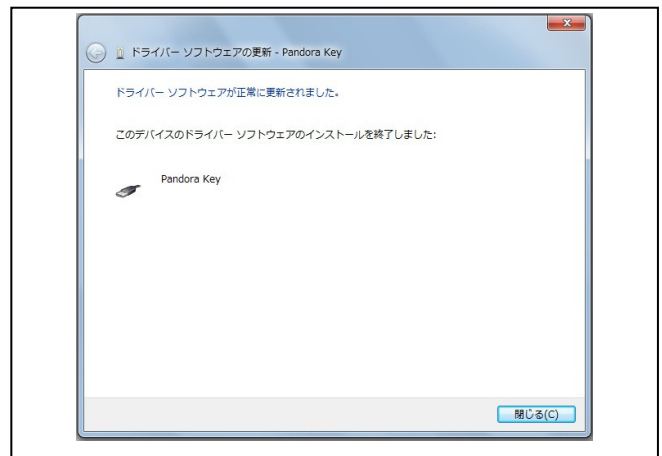 ドライバー ソフトウェアの更新 - Pandora Key
ドライバー ソフトウェアが正常に更新されました。
このデバイスのドライバー ソフトウェアのインストールを終了しました:
Pandora Key
閉じる(C)